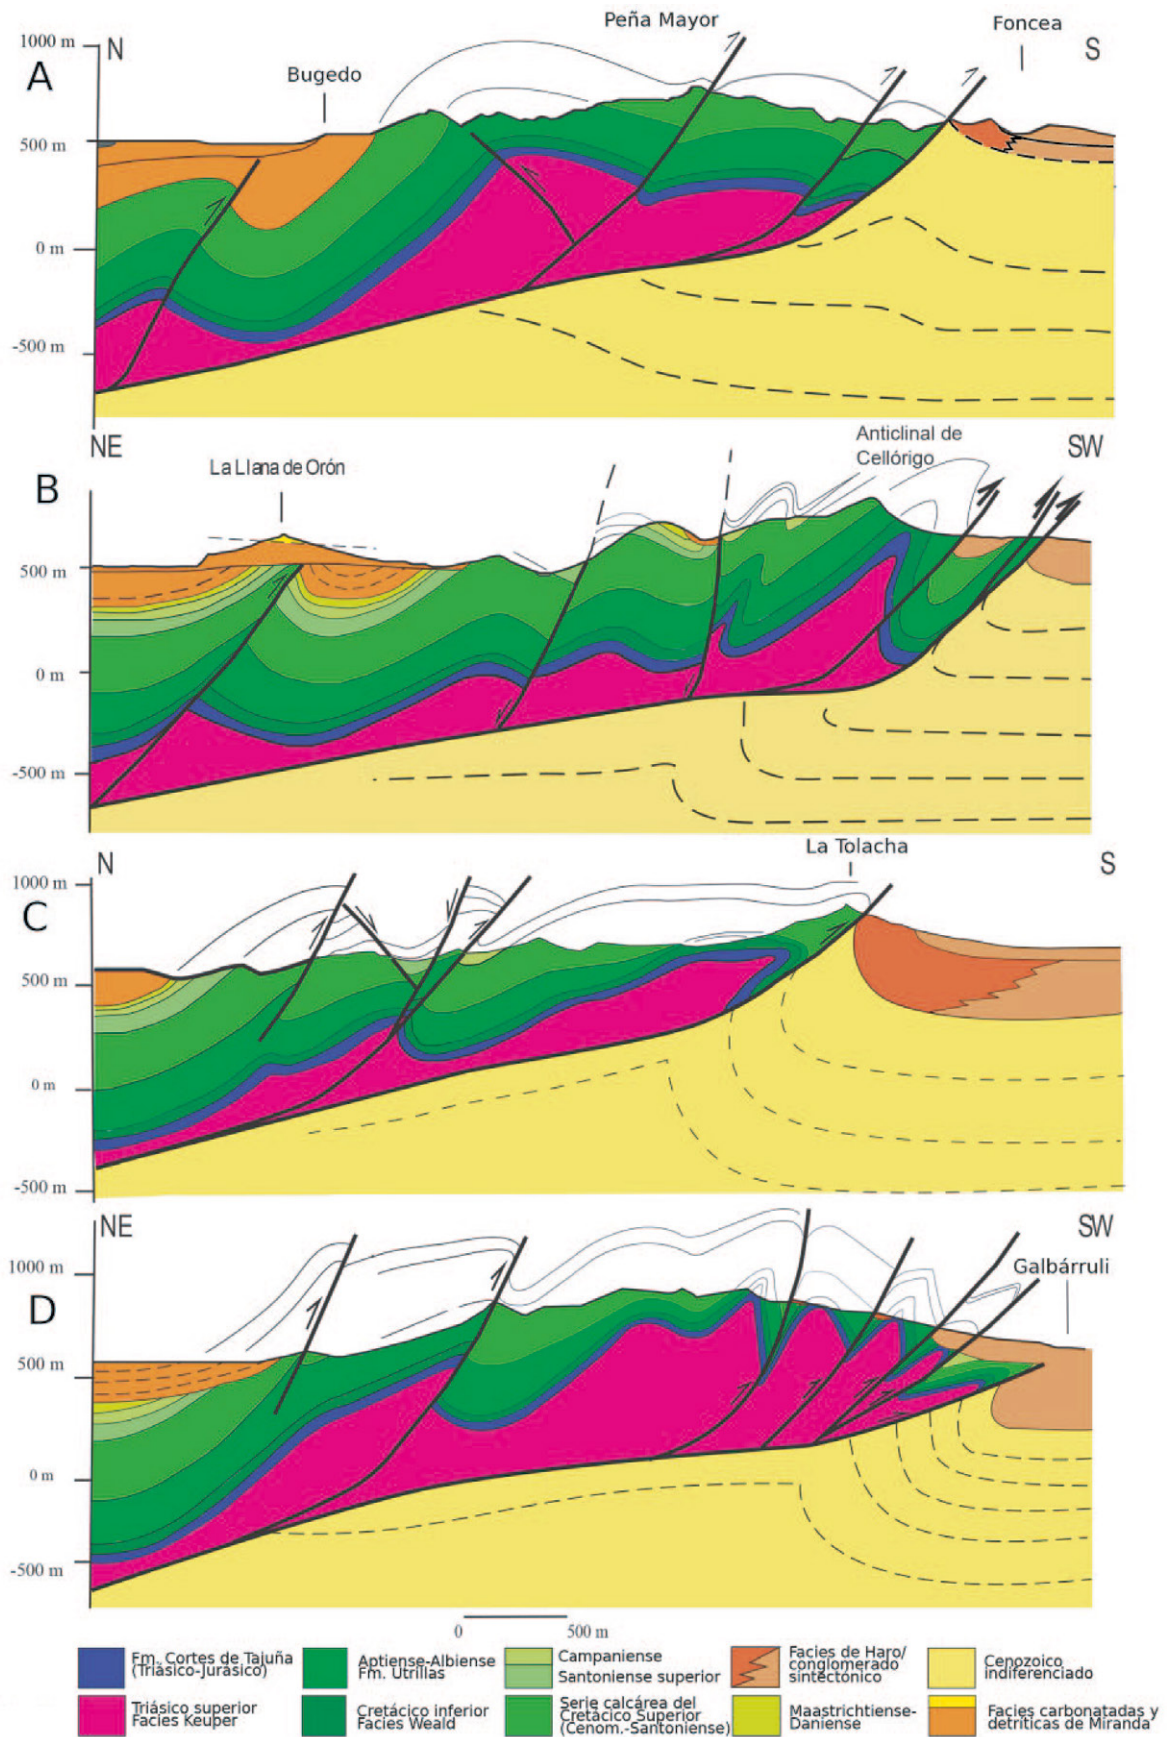 Peña Mayor
Foncea
1000 m
N
S
A
Bugedo
500 m
0 m
-500 m
NE
Anticlinal de
Cellórigo
SW
La Llana de Orón
B
500 m
0 m
-500 m
La Tolacha
N
S
1000 m
C
500 m
0 m
-500 m
NE
SW
1000 m
Galbárruli
D
500 m
0 m
-500 m
0
500 m
Fm. Cortes de Tajuña
(Triásico-Jurásico)
Aptiense-Albiense
Fm. Utrillas
Campaniense
Santoniense superior
Facies de Haro/
conglomerado
sintectónico
Cenozoico
indiferenciado
Triásico superior
Facies Keuper
Cretácico inferior
Facies Weald
Serie calcárea del
Cretácico Superior
(Cenom.-Santoniense)
Maastrichtiense-
Daniense
Facies carbonatadas y
detríticas de Miranda